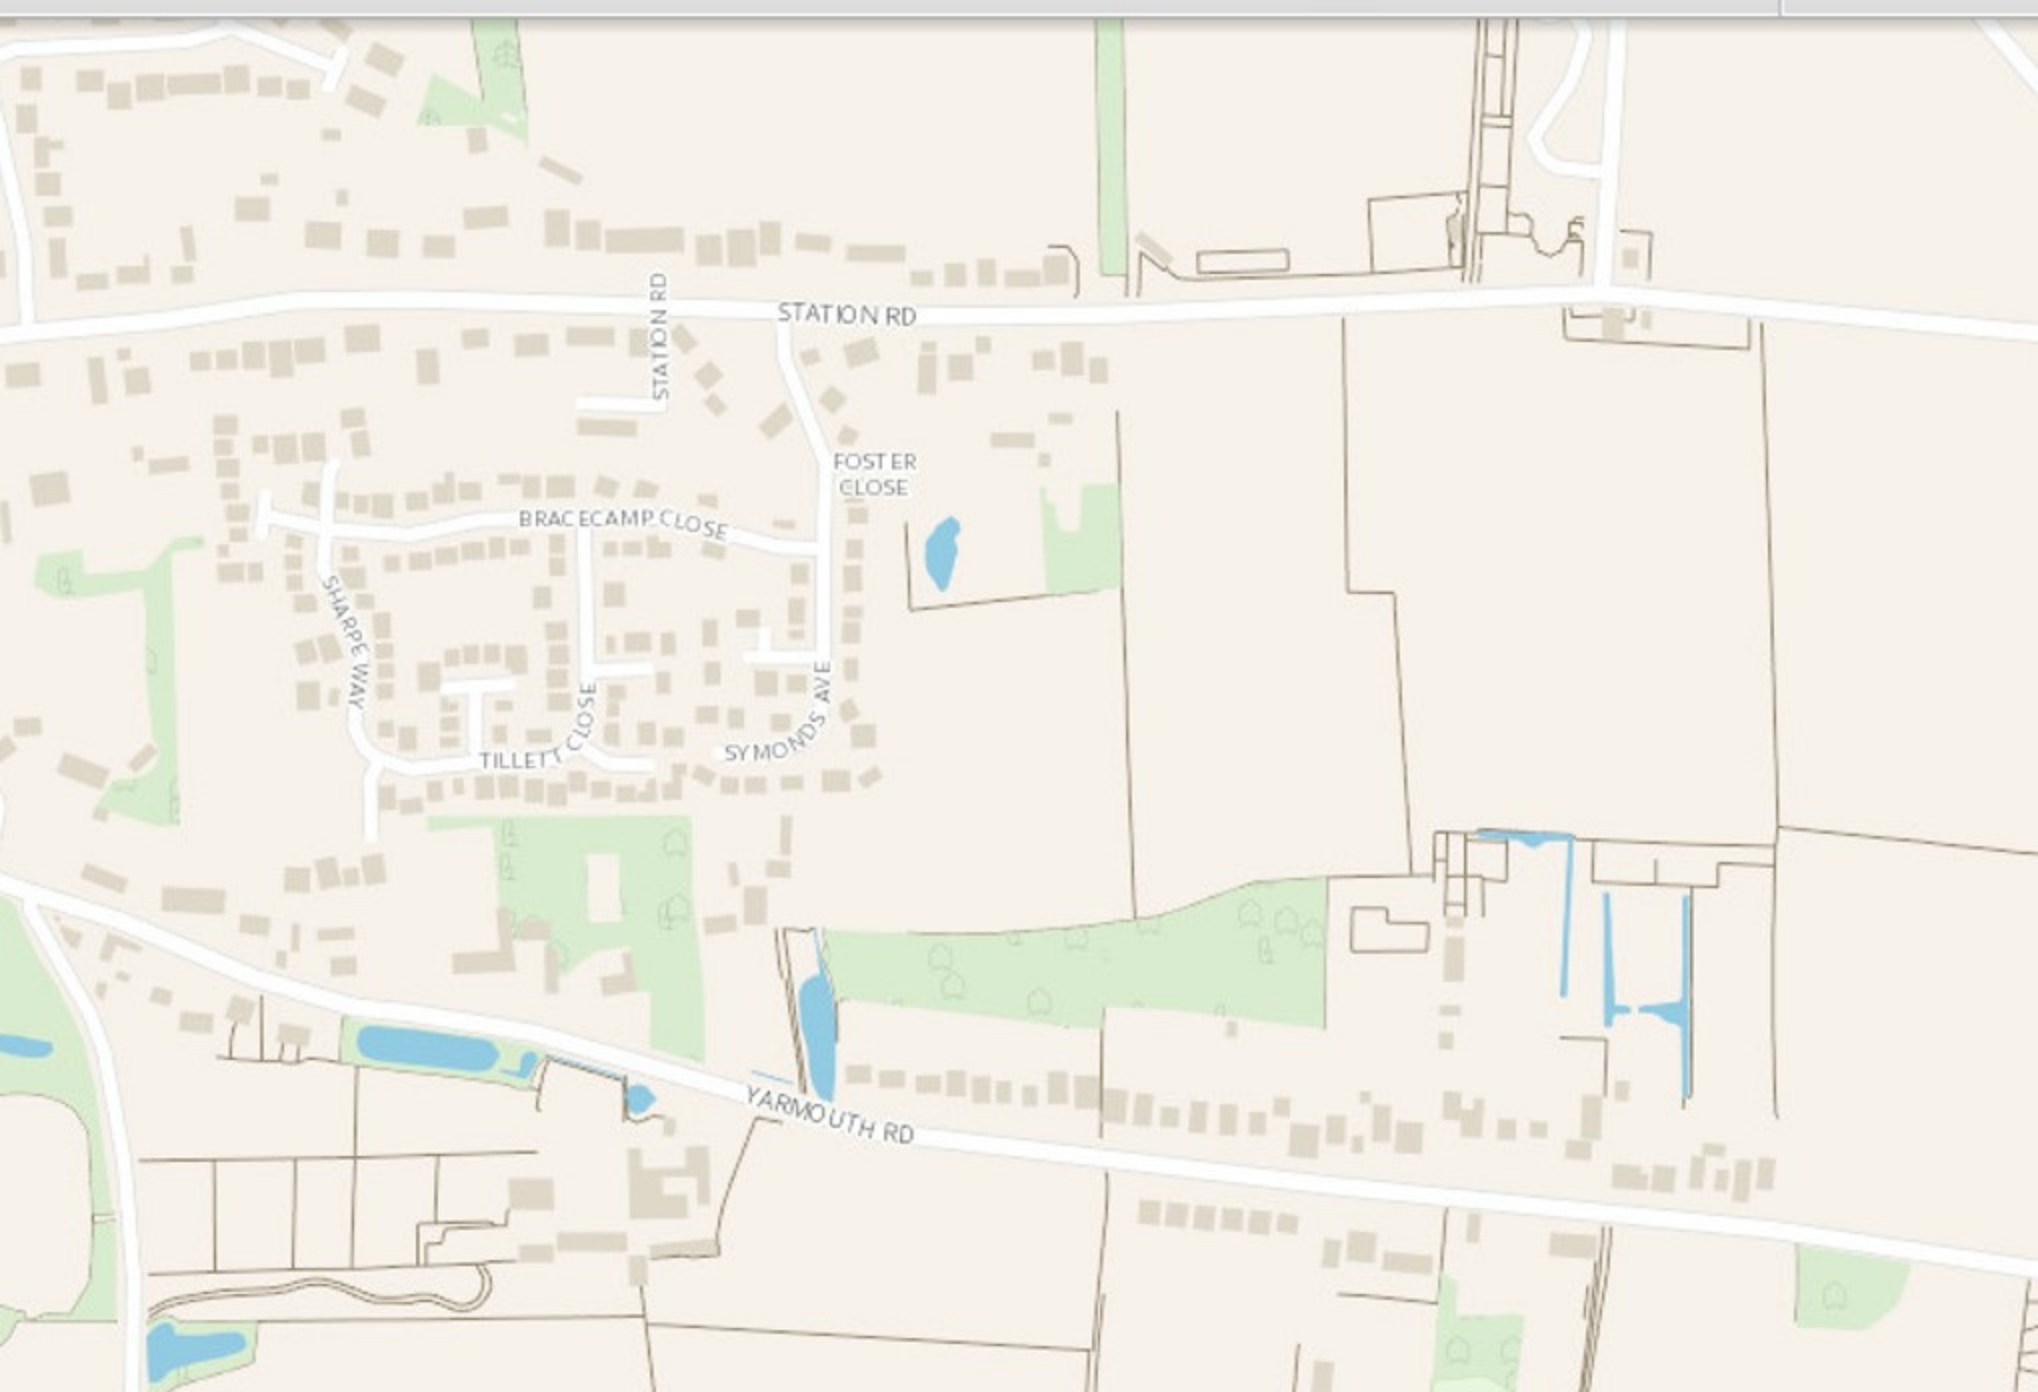 STATION RD
STATION RD
FOSTER
CLOSE
BRACECAMP CLOSE
SHARPE WAY
TILLETT CLOSE
SYMONDS AVE
YARMOUTH RD